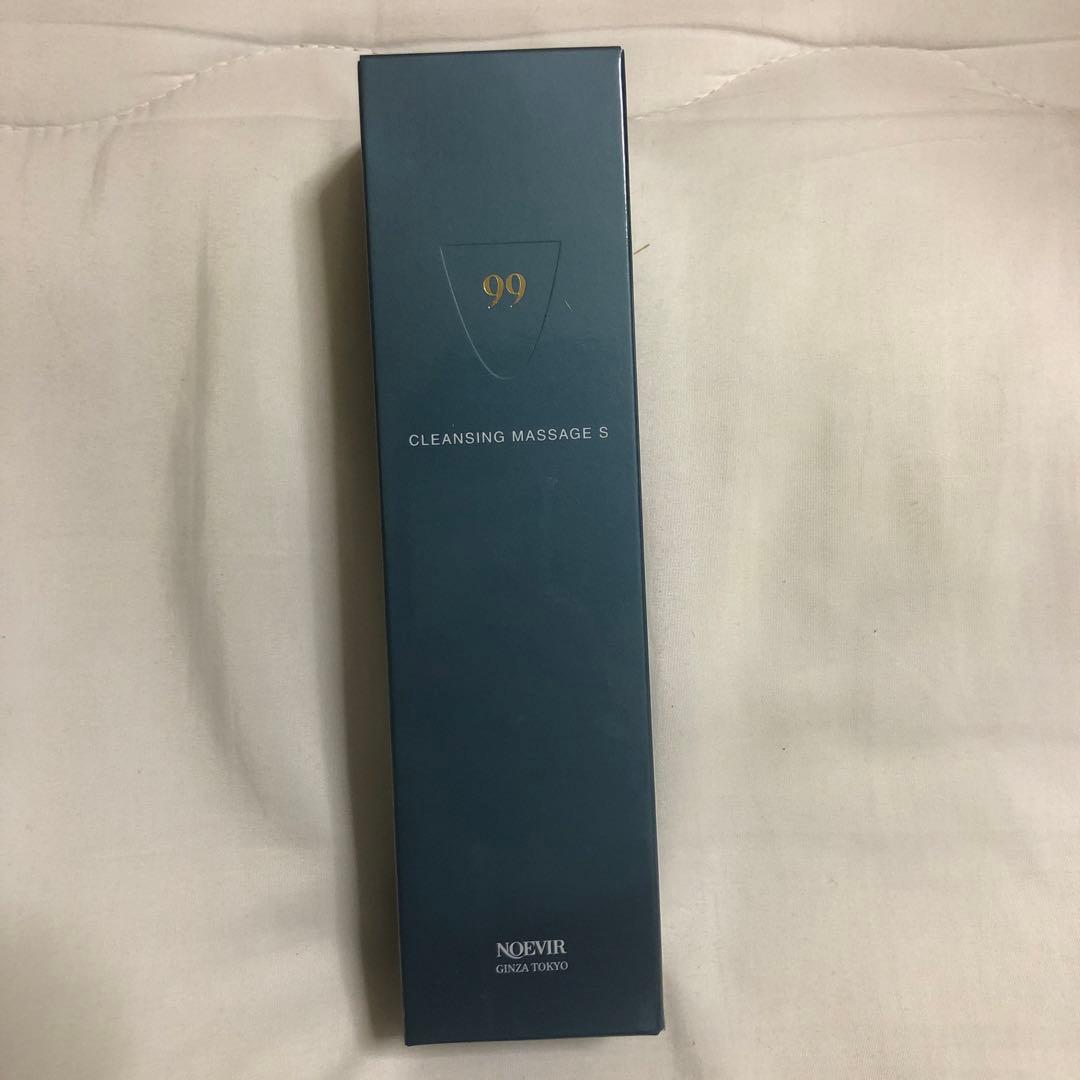 99
CLEANSING MASSAGE S
NOEVIR
GINZA TOKYO